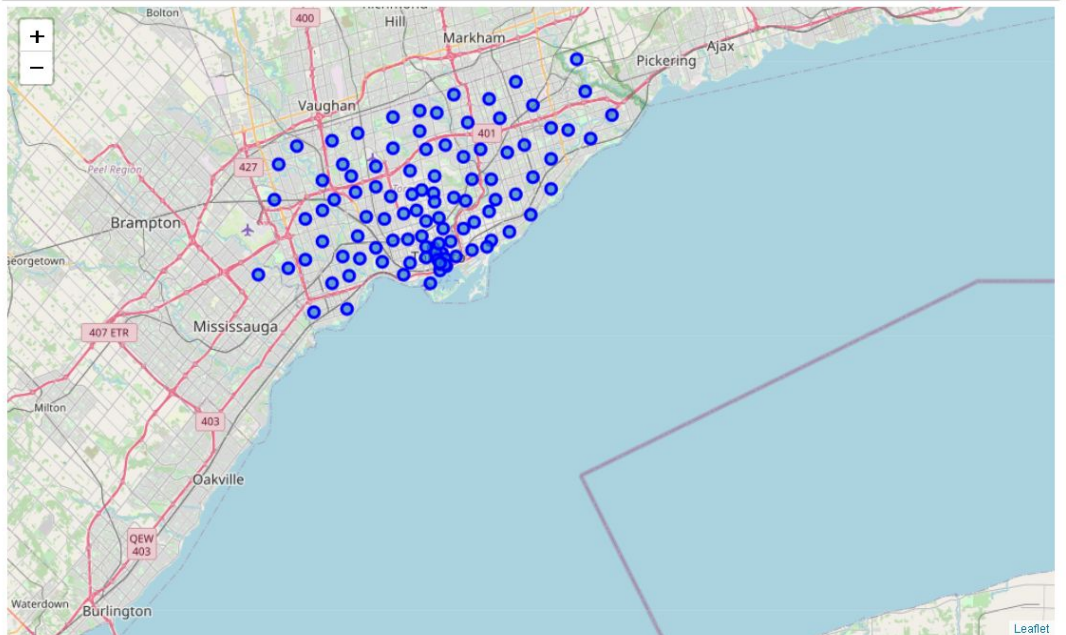 Bolton
400
Hill
Markham
Ajax
Pickering
+
−
Vaughan
401
427
Peel Region
Brampton
Georgetown
Mississauga
407 ETR
Milton
403
Oakville
QEW
403
Waterdown
Burlington
Leaflet